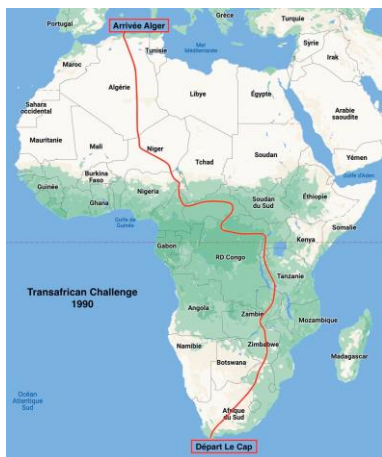 Portugal
Arrivée Alger
Grèce
Turquie
Mer
Méditerranée
Tunisie
Syrie
Irak
Maroc
Algérie
Libye
Égypte
Sahara
occidental
Arabie
saoudite
Mauritanie
Mali
Niger
Tchad
Soudan
Yémen
Burkina
Faso
Golfe d'Aden
Guinée
Nigeria
Ghana
Soudan
du Sud
Éthiopie
Golfe de
Guinée
Somalie
Gabon
Kenya
RD Congo
Tanzanie
Transafrican Challenge
1990
Angola
Zambie
Mozambique
Zimbabwe
Namibie
Madagascar
Botswana
Océan
Atlantique
Sud
Afrique
du Sud
Départ Le Cap